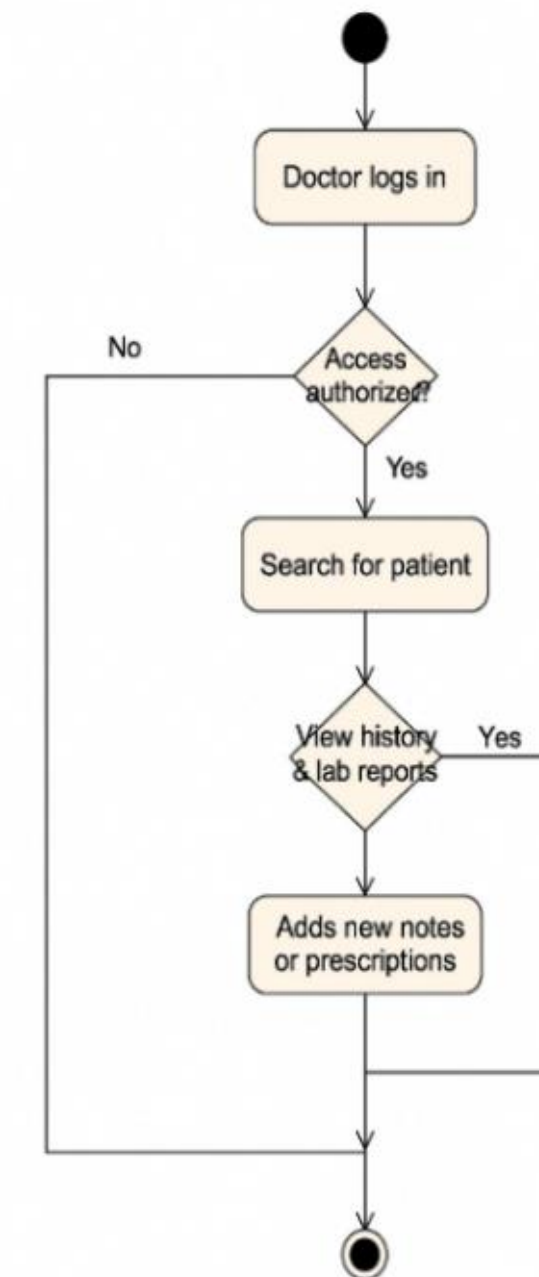 Doctor logs in
No
Access
authorized?
Yes
Search for patient
View history
& lab reports
Yes
Adds new notes
or prescriptions